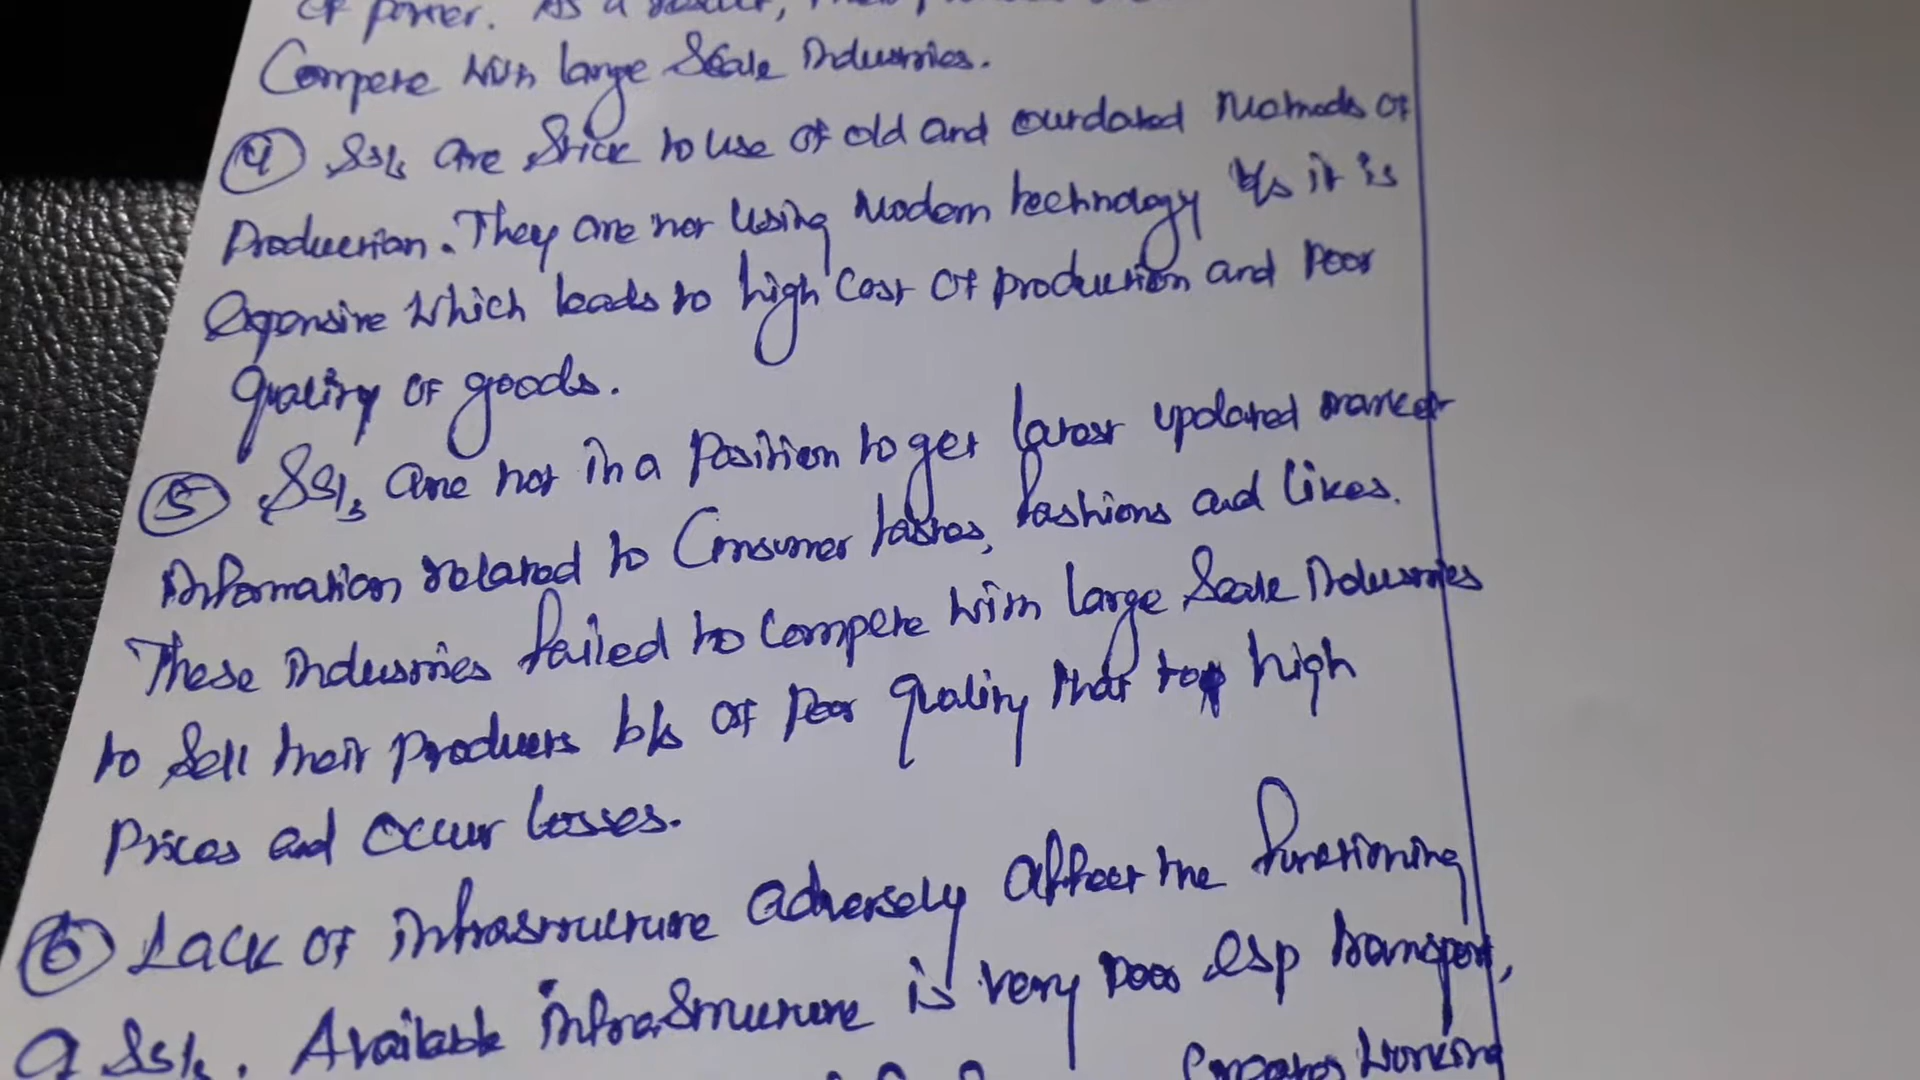 of power. As a result,
Compete with large Scale industries.
④ SSIs are Stick to use of old and outdated Methods of
Production. They are not Using Modern technology b/s it is
Expensive which leads to high Cost of production and Poor
Quality of goods.
⑤ SSIs are not in a Position to get latest updated market
Information related to Consumer tastes, fashions and likes.
These industries failed to Compete with large Scale Industries
to Sell their Products b/s of Poor Quality that too high
Prices and occur losses.
⑥ Lack of infrastructure adversely affect the functioning
of SSIs. Available infrastructure is very Poor esp transport,
Working